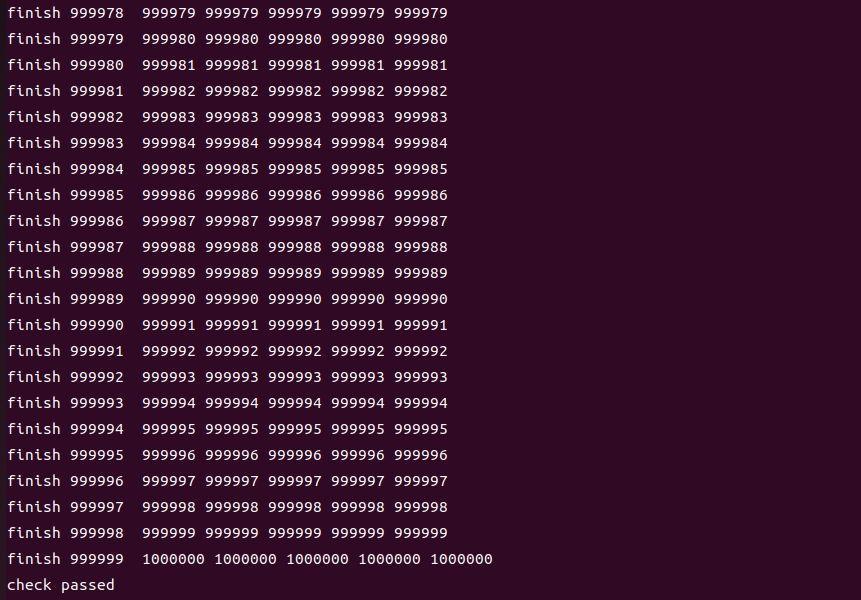 finish 999978  999979 999979 999979 999979 999979
finish 999979  999980 999980 999980 999980 999980
finish 999980  999981 999981 999981 999981 999981
finish 999981  999982 999982 999982 999982 999982
finish 999982  999983 999983 999983 999983 999983
finish 999983  999984 999984 999984 999984 999984
finish 999984  999985 999985 999985 999985 999985
finish 999985  999986 999986 999986 999986 999986
finish 999986  999987 999987 999987 999987 999987
finish 999987  999988 999988 999988 999988 999988
finish 999988  999989 999989 999989 999989 999989
finish 999989  999990 999990 999990 999990 999990
finish 999990  999991 999991 999991 999991 999991
finish 999991  999992 999992 999992 999992 999992
finish 999992  999993 999993 999993 999993 999993
finish 999993  999994 999994 999994 999994 999994
finish 999994  999995 999995 999995 999995 999995
finish 999995  999996 999996 999996 999996 999996
finish 999996  999997 999997 999997 999997 999997
finish 999997  999998 999998 999998 999998 999998
finish 999998  999999 999999 999999 999999 999999
finish 999999  1000000 1000000 1000000 1000000 1000000
check passed